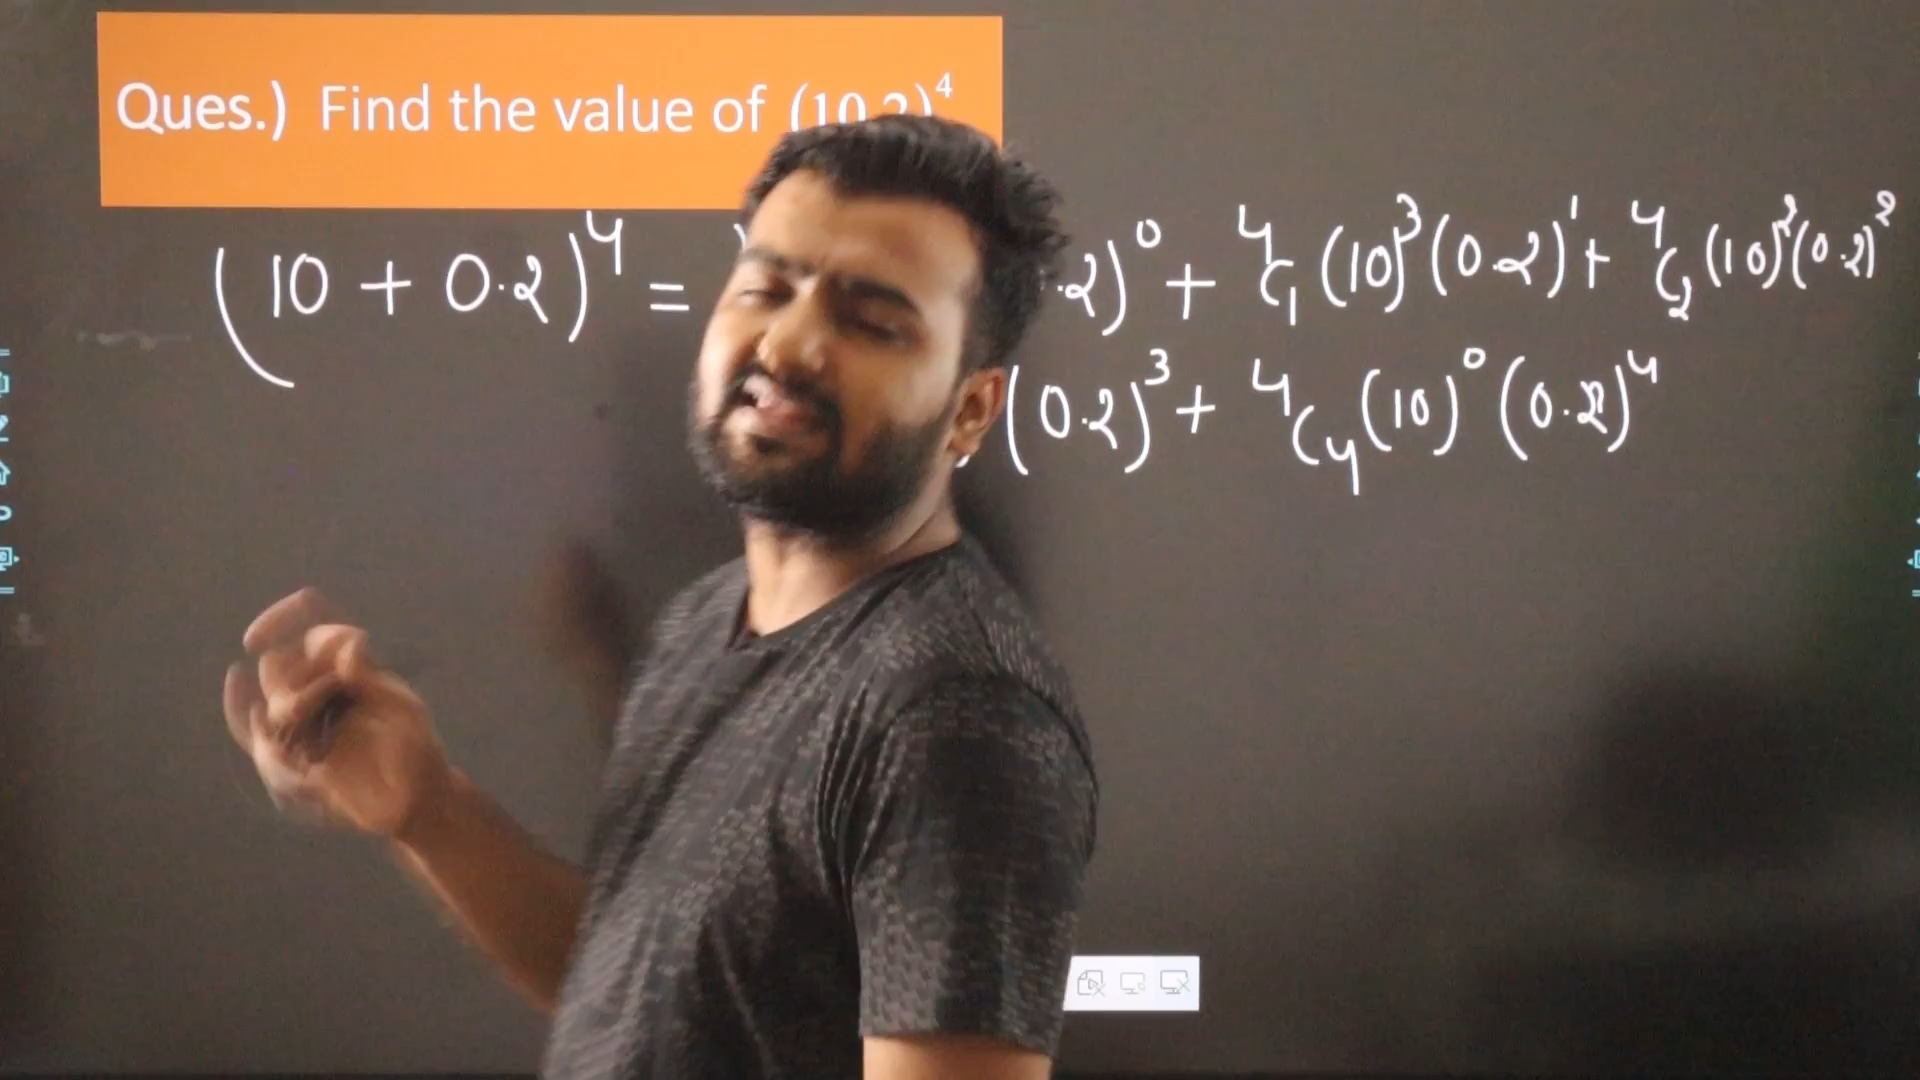 Ques.) Find the value of (10.2)⁴
(10 + 0.2)⁴ = .2)⁰ + ⁴C₁ (10)³ (0.2)¹ + ⁴C₂ (10)² (0.2)²
(0.2)³ + ⁴C₄ (10)⁰ (0.2)⁴